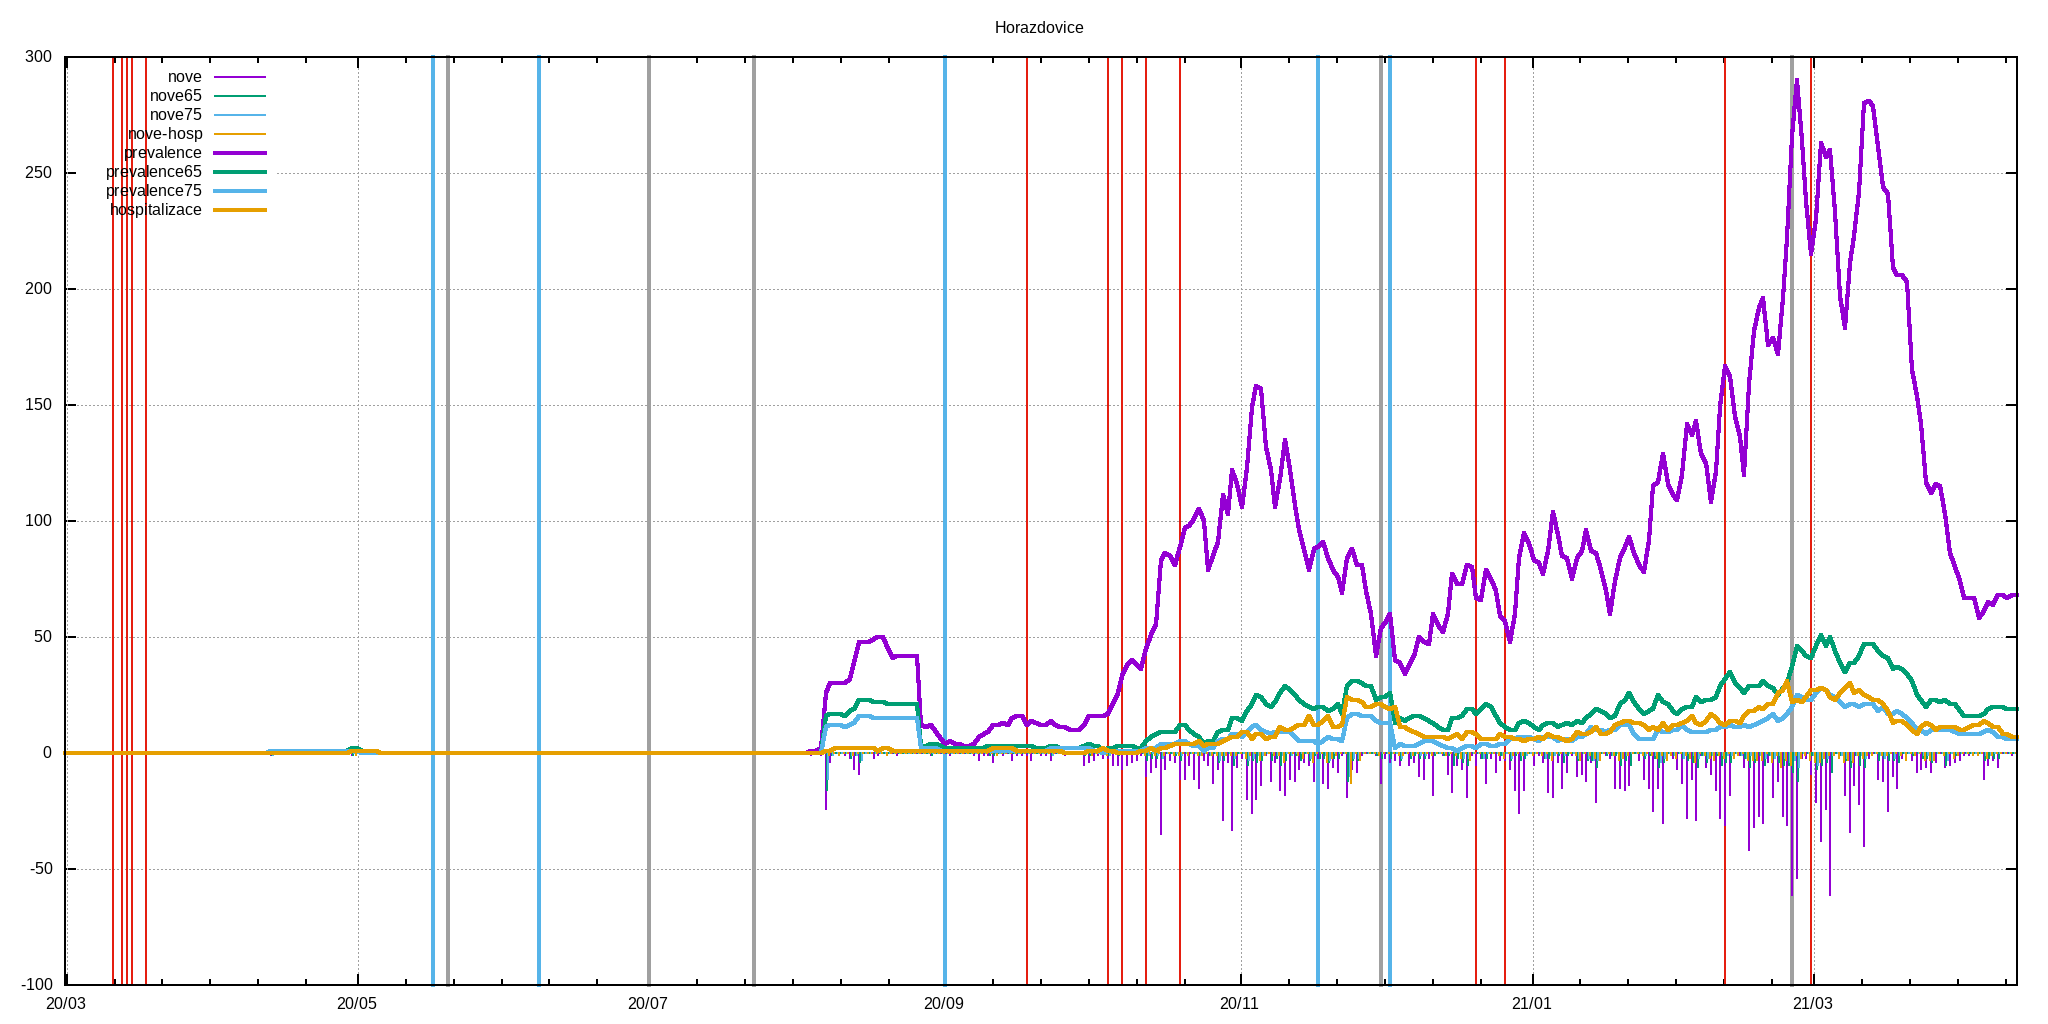 Horazdovice
300
250
200
150
100
50
0
-50
-100
nove
nove65
nove75
nove-hosp
prevalence
prevalence65
prevalence75
hospitalizace
20/03 20/05 20/07 20/09 20/11 21/01 21/03